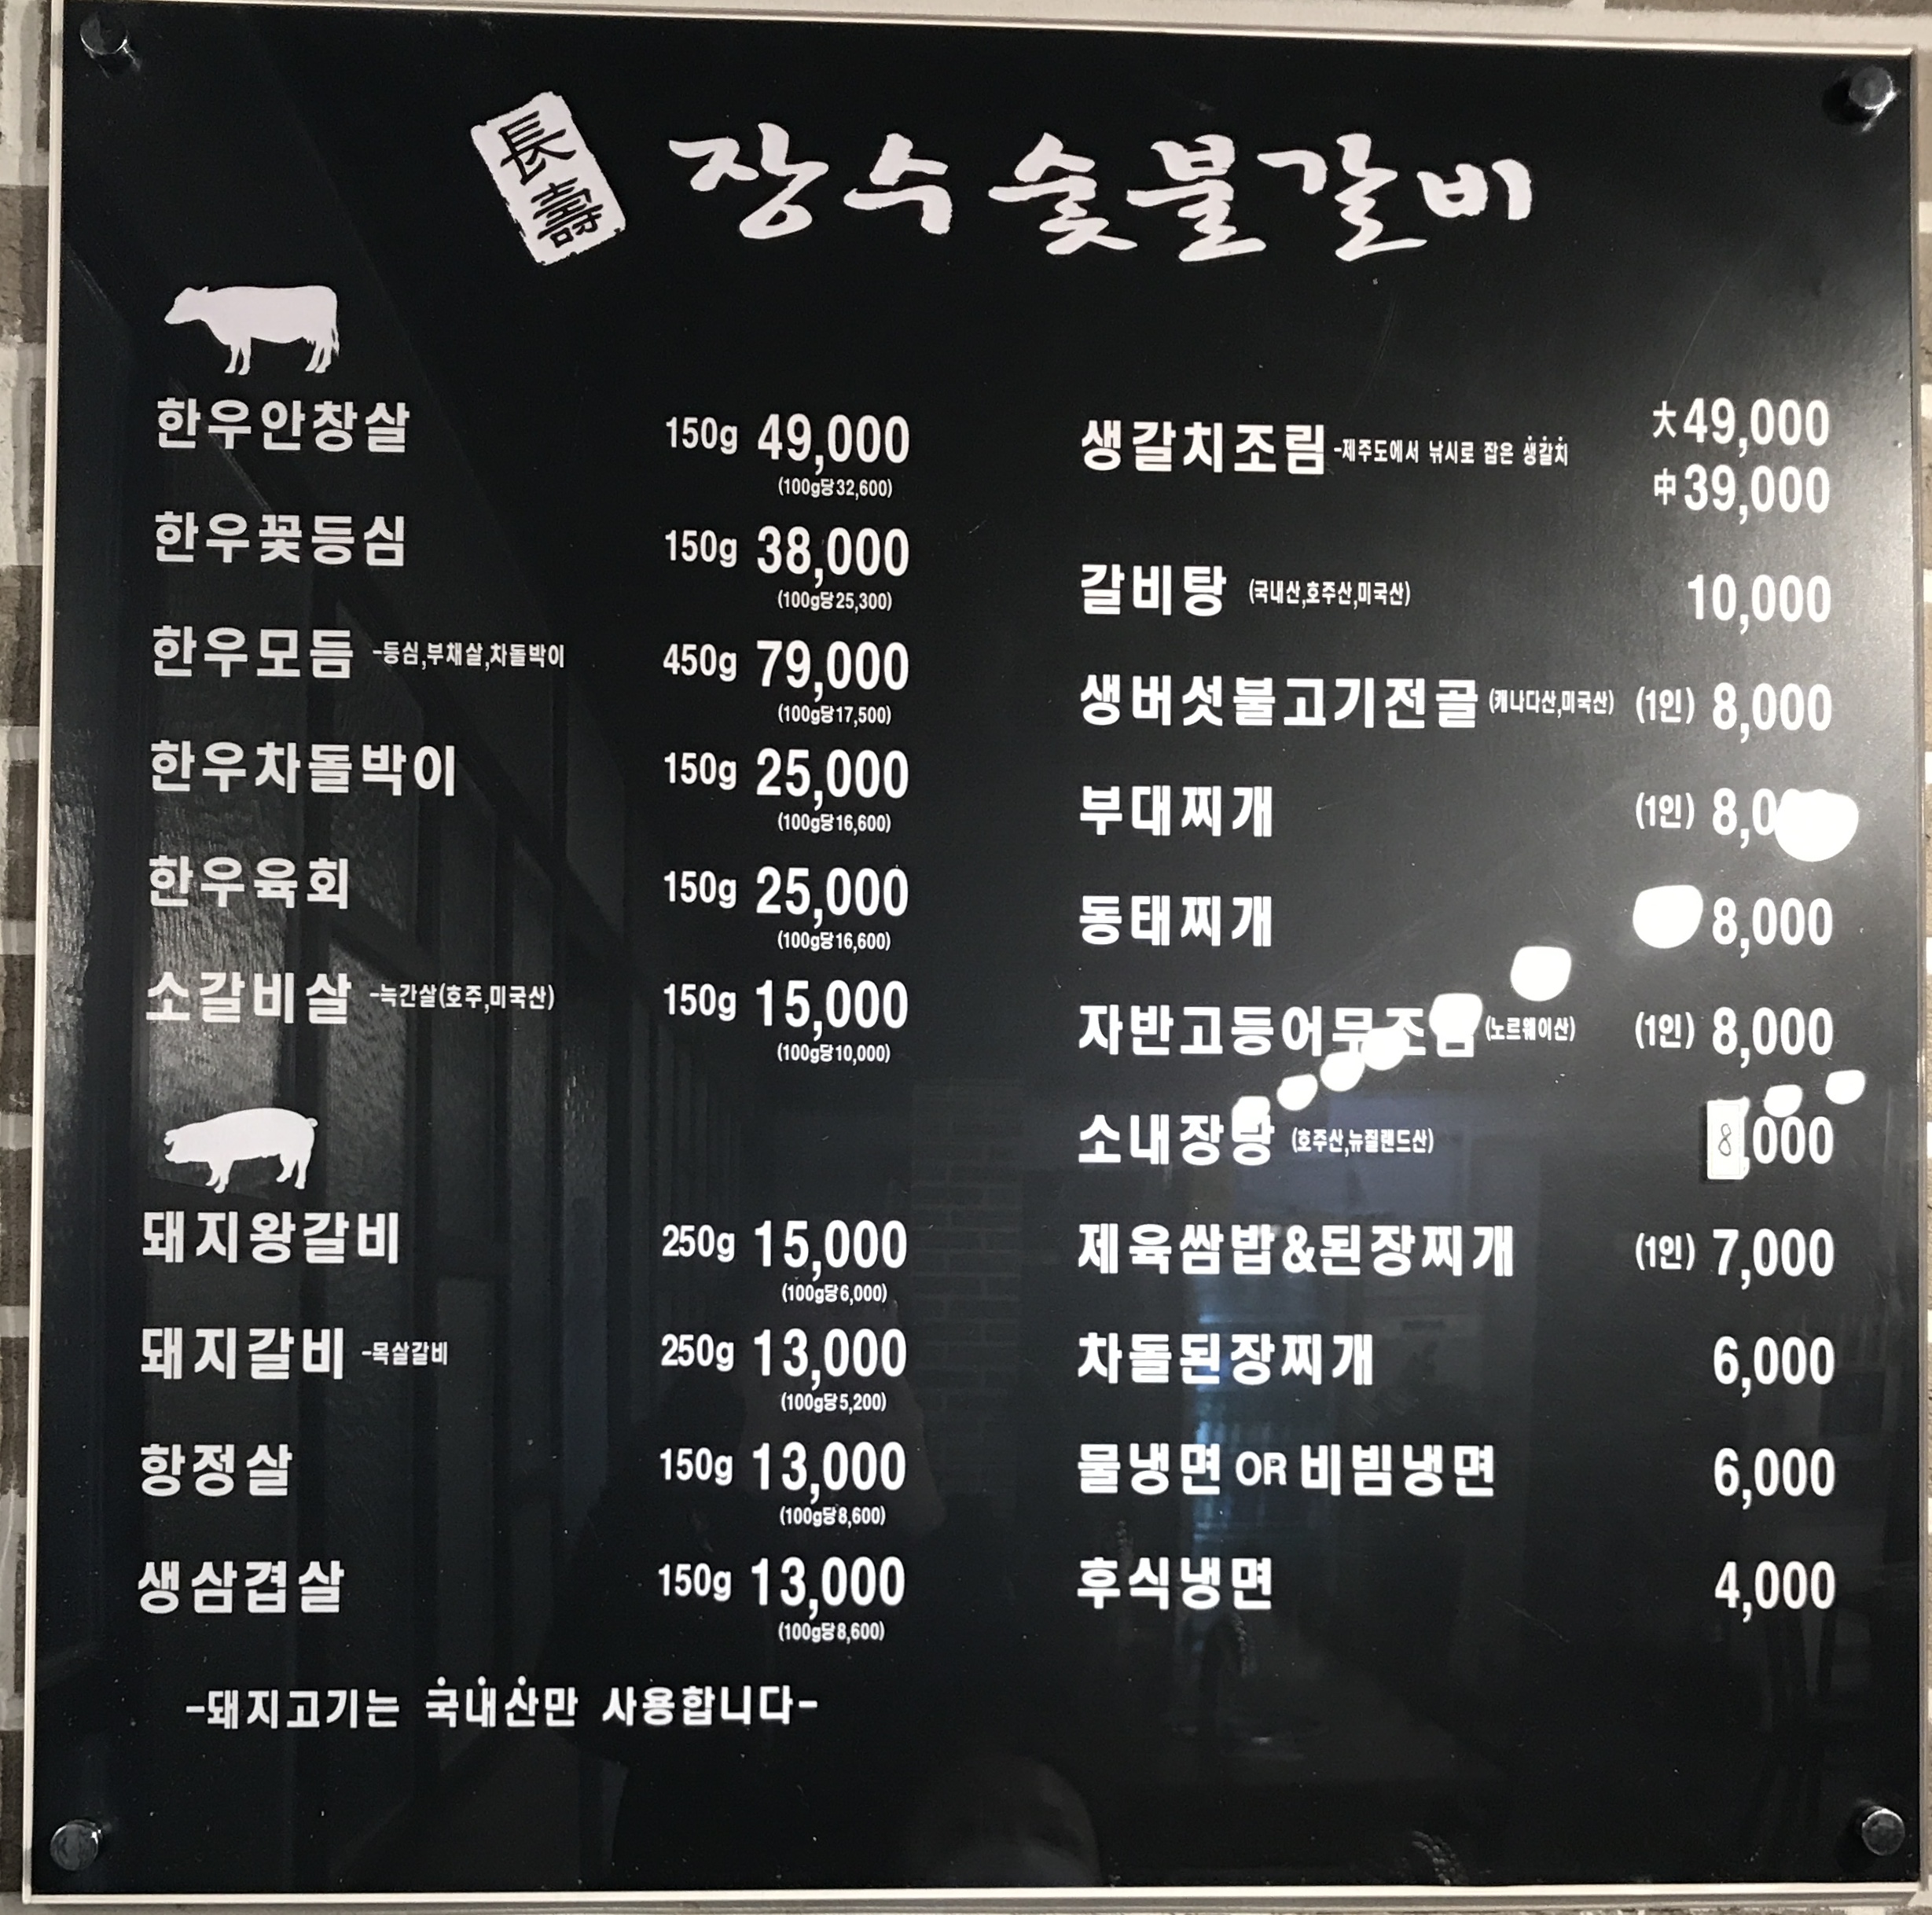 長壽 장수숯불갈비
한우안창살 150g 49,000
(100g당32,600)
한우꽃등심 150g 38,000
(100g당25,300)
한우모듬 -등심,부채살,차돌박이 450g 79,000
(100g당17,500)
한우차돌박이 150g 25,000
(100g당16,600)
한우육회 150g 25,000
(100g당16,600)
소갈비살 -늑간살(호주,미국산) 150g 15,000
(100g당10,000)
돼지왕갈비 250g 15,000
(100g당6,000)
돼지갈비 -목살갈비 250g 13,000
(100g당5,200)
항정살 150g 13,000
(100g당8,600)
생삼겹살 150g 13,000
(100g당8,600)
-돼지고기는 국내산만 사용합니다-
생갈치조림 -제주도에서 낚시로 잡은 생갈치 大49,000
中39,000
갈비탕 (국내산,호주산,미국산) 10,000
생버섯불고기전골 (캐나다산,미국산) (1인) 8,000
부대찌개 (1인)
동태찌개 8,000
자반고등어무조림 (노르웨이산) (1인) 8,000
소내장탕 (호주산,뉴질랜드산) 8,000
제육쌈밥&된장찌개 (1인) 7,000
차돌된장찌개 6,000
물냉면 OR 비빔냉면 6,000
후식냉면 4,000